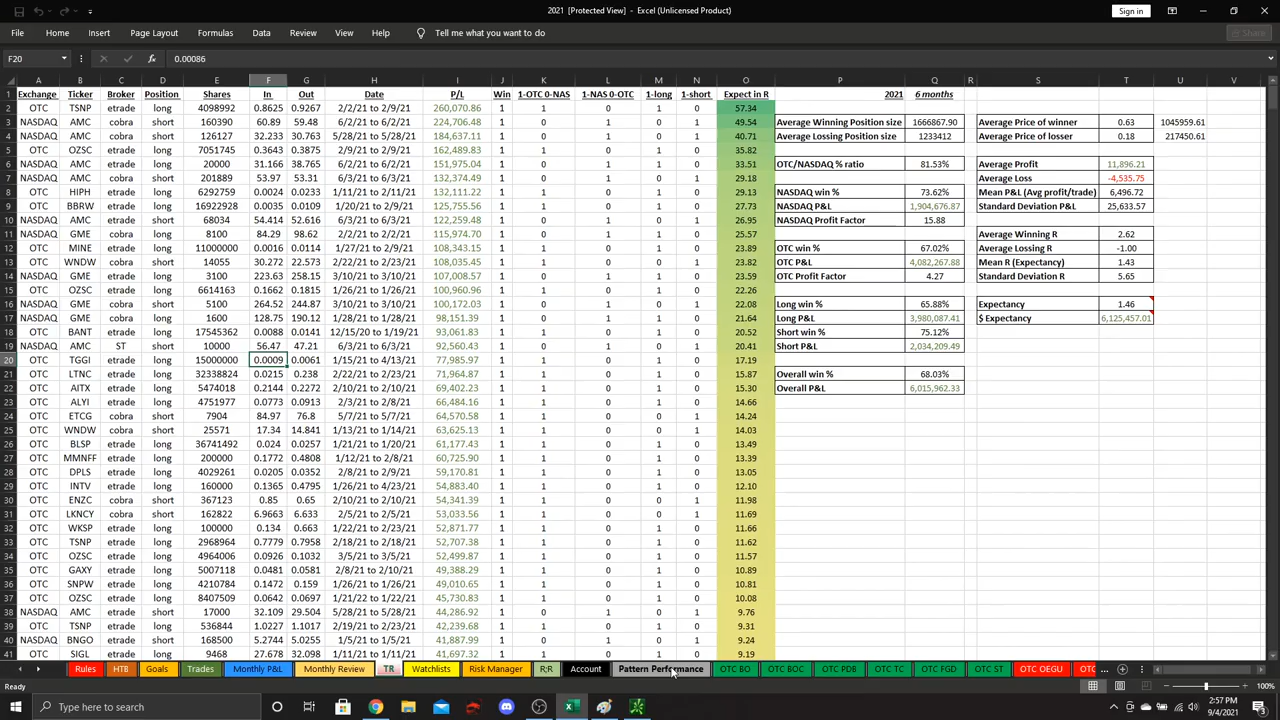 2021 [Protected View] - Excel (Unlicensed Product)
Sign in
File Home Insert Page Layout Formulas Data Review View Help Tell me what you want to do Share
F20 fx 0.00086
A B C D E F G H I J K L M N O P Q R S T U V
1 Exchange Ticker Broker Position Shares In Out Date P/L Win 1-OTC 0-NAS 1-NAS 0-OTC 1-long 1-short Expect in R 2021 6 months
2 OTC TSNP etrade long 4098992 0.8625 0.9267 2/2/21 to 2/9/21 260,070.86 1 1 0 1 0 57.34
3 NASDAQ AMC cobra short 160390 60.89 59.48 6/2/21 to 6/2/21 224,706.48 1 0 1 0 1 49.54 Average Winning Position size 1666867.90 Average Price of winner 0.63 1045959.61
4 NASDAQ AMC cobra short 126127 32.233 30.763 5/28/21 to 5/28/21 184,637.11 1 0 1 0 1 40.71 Average Lossing Position size 1233412 Average Price of losser 0.18 217450.61
5 OTC OZSC etrade long 7051745 0.3643 0.3875 2/9/21 to 2/9/21 162,489.83 1 1 0 1 0 35.82
6 NASDAQ AMC etrade long 20000 31.166 38.765 6/2/21 to 6/2/21 151,975.04 1 0 1 1 0 33.51 OTC/NASDAQ % ratio 81.53% Average Profit 11,896.21
7 NASDAQ AMC cobra short 201889 53.97 53.31 6/3/21 to 6/3/21 132,374.49 1 0 1 0 1 29.18 Average Loss -4,535.75
8 OTC HIPH etrade long 6292759 0.0024 0.0233 1/11/21 to 2/11/21 132,111.22 1 1 0 1 0 29.13 NASDAQ win % 73.62% Mean P&L (Avg profit/trade) 6,496.72
9 OTC BBRW etrade long 16922928 0.0035 0.0109 1/20/21 to 2/9/21 125,755.56 1 1 0 1 0 27.73 NASDAQ P&L 1,904,676.87 Standard Deviation P&L 25,633.57
10 NASDAQ AMC cobra short 68034 54.414 52.616 6/3/21 to 6/3/21 122,259.48 1 0 1 0 1 26.95 NASDAQ Profit Factor 15.88
11 NASDAQ GME cobra long 8100 84.29 98.62 3/2/21 to 3/2/21 115,974.70 1 0 1 1 0 25.57 Average Winning R 2.62
12 OTC MINE etrade long 11000000 0.0016 0.0114 1/27/21 to 2/9/21 108,343.15 1 1 0 1 0 23.89 OTC win % 67.02% Average Losing R -1.00
13 OTC WNDW cobra short 14055 30.262 22.573 2/11/21 to 2/11/21 108,035.45 1 1 0 0 1 23.82 OTC P&L 4,082,267.88 Mean R (Expectancy) 1.43
14 NASDAQ GME etrade long 3100 223.63 258.15 3/10/21 to 3/10/21 107,008.57 1 0 1 1 0 23.59 OTC Profit Factor 4.27 Standard Deviation R 5.65
15 OTC OZSC etrade long 6614163 0.1662 0.1815 1/26/21 to 1/26/21 100,960.96 1 1 0 1 0 22.26
16 NASDAQ GME cobra short 5100 264.52 244.87 3/10/21 to 3/10/21 100,172.03 1 0 1 0 1 22.08 Long win % 65.88% Expectancy 1.46
17 NASDAQ GME cobra long 1600 128.75 190.12 1/28/21 to 1/28/21 98,151.39 1 0 1 1 0 21.64 Long P&L 3,980,087.41 $ Expectancy 6,125,457.01
18 OTC BANT etrade long 17545362 0.0088 0.0141 12/15/20 to 1/19/21 93,061.83 1 1 0 1 0 20.52 Short win % 75.12%
19 NASDAQ AMC ST short 10000 56.47 47.21 6/3/21 to 6/3/21 92,560.43 1 0 1 0 1 20.41 Short P&L 2,034,209.49
20 OTC TGGI etrade long 15000000 0.0009 0.0061 1/15/21 to 4/13/21 77,985.97 1 1 0 1 0 17.19
21 OTC LTNC etrade long 32338824 0.0215 0.238 2/22/21 to 2/23/21 71,964.87 1 1 0 1 0 15.87 Overall win % 68.03%
22 OTC AITX etrade long 5474018 0.2144 0.2272 2/11/21 to 2/11/21 69,402.23 1 1 0 1 0 15.30 Overall P&L 6,015,962.33
23 OTC ALYI etrade long 4751977 0.0773 0.0913 2/11/21 to 2/11/21 66,484.16 1 1 0 1 0 14.66
24 OTC ETCG cobra short 7904 84.97 76.8 5/7/21 to 5/7/21 64,570.58 1 1 0 0 1 14.24
25 OTC WNDW cobra short 25571 17.34 14.841 1/13/21 to 1/14/21 63,625.13 1 1 0 0 1 14.03
26 OTC BLSP etrade long 36741492 0.024 0.0257 1/21/21 to 1/20/21 61,177.43 1 1 0 1 0 13.49
27 OTC MMNFF etrade long 200000 0.1772 0.4808 1/12/21 to 2/8/21 60,725.90 1 1 0 1 0 13.39
28 OTC DPLS etrade long 4029261 0.0205 0.0352 2/8/21 to 2/9/21 59,170.81 1 1 0 1 0 13.05
29 OTC INTV etrade long 160000 0.1365 0.4795 1/26/21 to 4/23/21 54,883.40 1 1 0 1 0 12.10
30 OTC ENZC cobra short 367123 0.85 0.65 2/10/21 to 2/10/21 54,341.39 1 1 0 0 1 11.98
31 OTC LKNCY cobra short 162822 6.9663 6.633 2/1/21 to 2/1/21 53,033.56 1 1 0 0 1 11.69
32 OTC WKSP etrade long 100000 0.134 0.663 1/22/21 to 2/23/21 52,871.77 1 1 0 1 0 11.66
33 OTC TSNP etrade long 2968964 0.7779 0.7958 2/18/21 to 2/18/21 52,707.38 1 1 0 1 0 11.62
34 OTC OZSC etrade long 4964006 0.0926 0.1032 3/5/21 to 3/5/21 52,499.87 1 1 0 1 0 11.57
35 OTC GAXY etrade long 5007118 0.0481 0.0581 2/8/21 to 2/10/21 49,388.29 1 1 0 1 0 10.89
36 OTC SNPW etrade long 4210784 0.1472 0.159 1/26/21 to 1/26/21 49,010.65 1 1 0 1 0 10.81
37 OTC OZSC etrade long 8407509 0.0642 0.0697 1/21/22 to 1/21/22 45,730.83 1 1 0 1 0 10.08
38 NASDAQ AMC cobra short 17000 32.109 29.504 5/28/21 to 5/28/21 44,286.92 1 0 1 0 1 9.76
39 OTC TSNP etrade long 536844 1.0227 1.1017 2/19/21 to 2/19/21 42,239.68 1 1 0 1 0 9.31
40 NASDAQ BNGO etrade short 168500 5.2744 5.0255 1/5/21 to 1/5/21 41,887.99 1 0 1 0 1 9.24
41 OTC SIGL etrade long 9468 27.678 32.098 2/11/21 to 2/11/21 41,697.32 1 1 0 1 0 9.19
Rules HTB Goals Trades Monthly P&L Monthly Review TR Watchlists Risk Manager R;R Account Pattern Performance OTC BO OTC BOC OTC PDB OTC TC OTC FGD OTC ST OTC OEGU OTC ...
Ready 100%
Type here to search 2:57 PM
9/4/2021